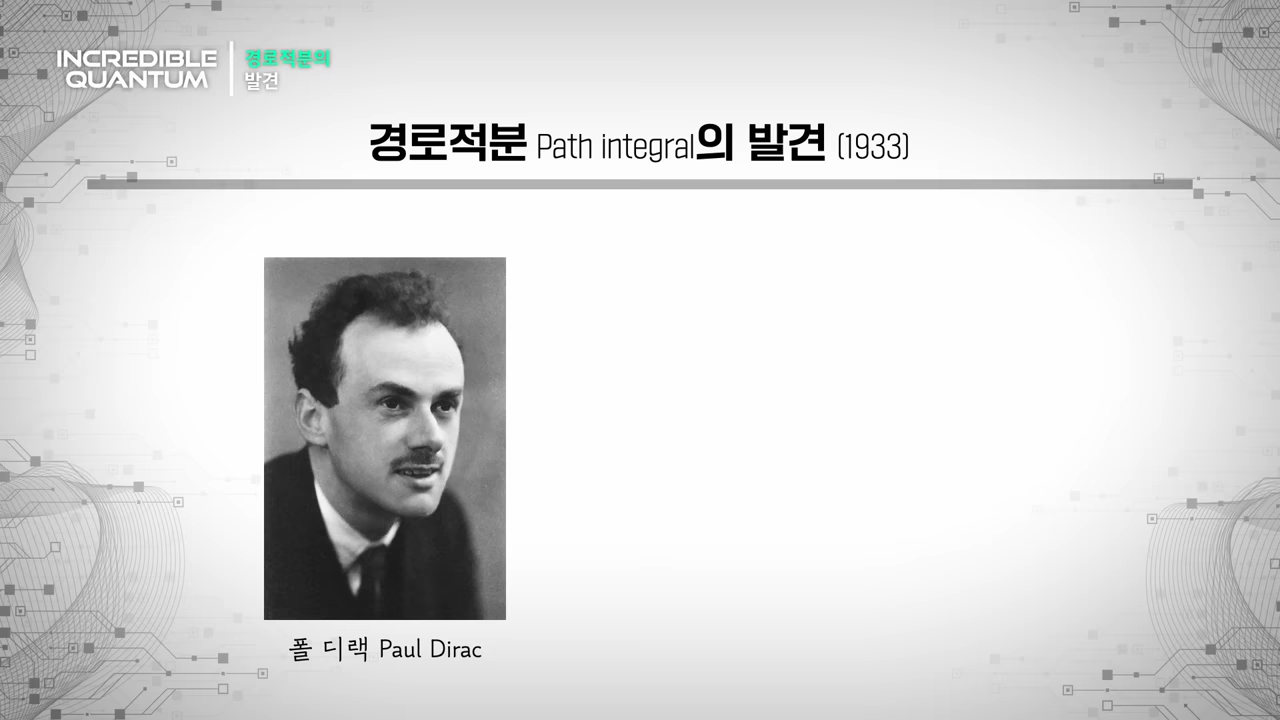 INCREDIBLE
QUANTUM
경로적분의
발견
경로적분 Path integral의 발견 (1933)
폴 디랙 Paul Dirac